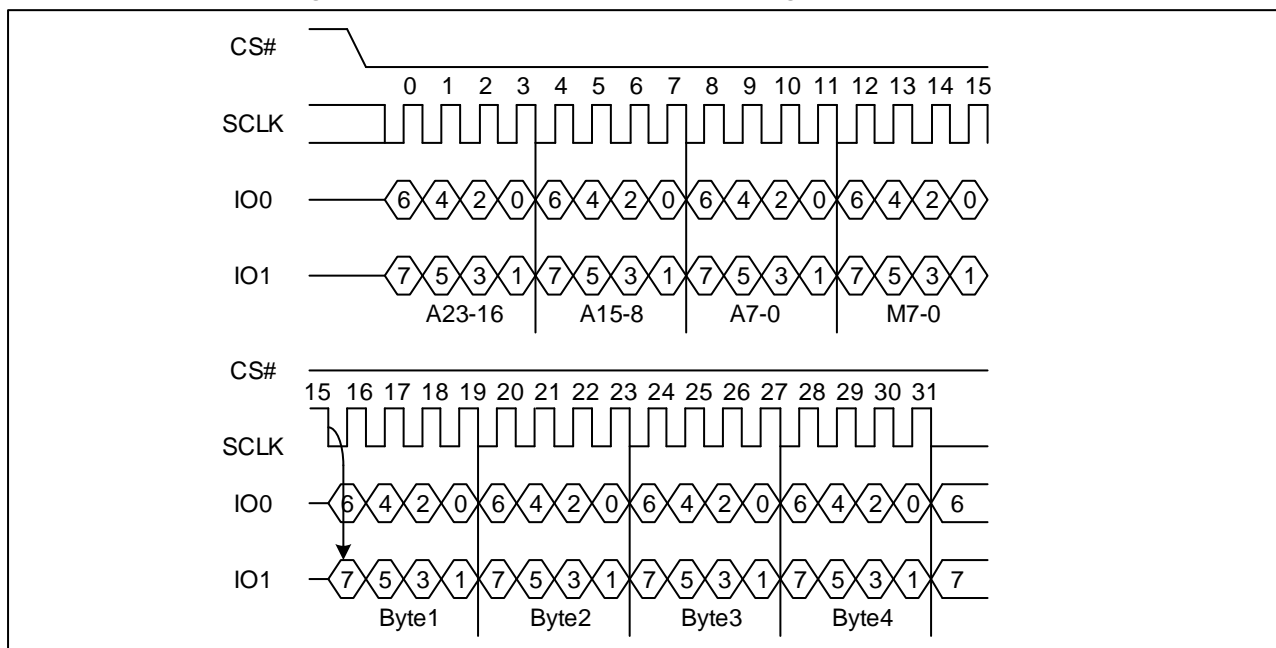 CS#
0 1 2 3 4 5 6 7 8 9 10 11 12 13 14 15
SCLK
IO0 6 4 2 0 6 4 2 0 6 4 2 0 6 4 2 0
IO1 7 5 3 1 7 5 3 1 7 5 3 1 7 5 3 1
A23-16 A15-8 A7-0 M7-0
CS#
15 16 17 18 19 20 21 22 23 24 25 26 27 28 29 30 31
SCLK
IO0 6 4 2 0 6 4 2 0 6 4 2 0 6 4 2 0 6
IO1 7 5 3 1 7 5 3 1 7 5 3 1 7 5 3 1 7
Byte1 Byte2 Byte3 Byte4